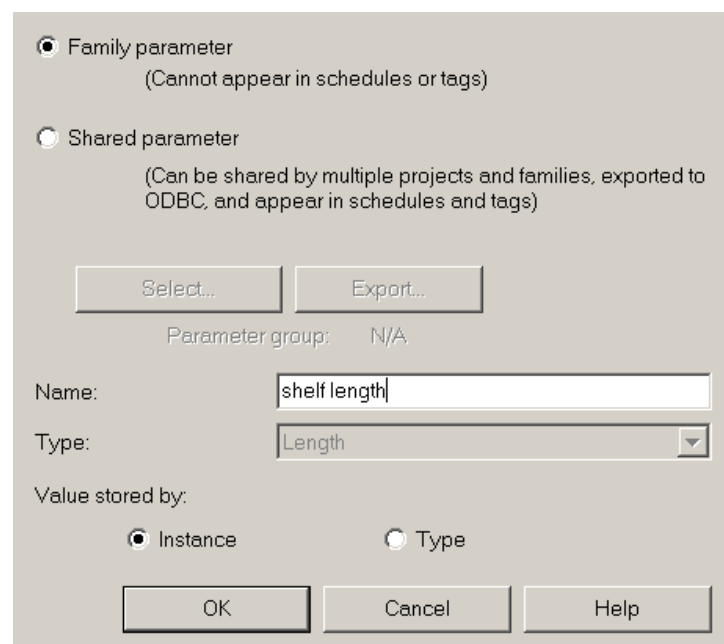 Family parameter
(Cannot appear in schedules or tags)
Shared parameter
(Can be shared by multiple projects and families, exported to
ODBC, and appear in schedules and tags)
Select...
Export...
Parameter group: N/A
Name: shelf length
Type: Length
Value stored by:
Instance
Type
OK
Cancel
Help